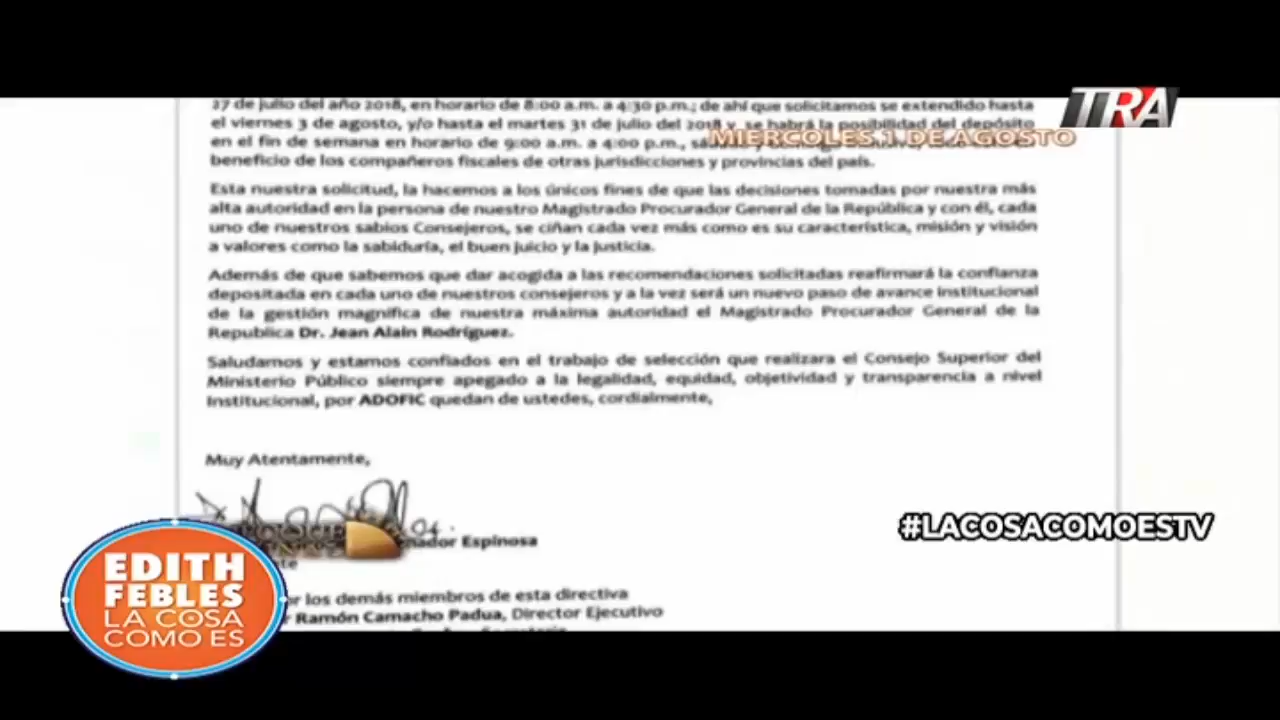 TRA
27 de julio del año 2018, en horario de 8:00 a.m. a 4:30 p.m.; de ahí que solicitamos se extendido hasta
el viernes 3 de agosto, y/o hasta el martes 31 de julio del 2018 y se habrá la posibilidad del depósito
MIERCOLES 1 DE AGOSTO
en el fin de semana en horario de 9:00 a.m. a 4:00 p.m.,
beneficio de los compañeros fiscales de otras jurisdicciones y provincias del país.
Esta nuestra solicitud, la hacemos a los únicos fines de que las decisiones tomadas por nuestra más
alta autoridad en la persona de nuestro Magistrado Procurador General de la República y con él, cada
uno de nuestros sabios Consejeros, se ciñan cada vez más como es su característica, misión y visión
a valores como la sabiduría, el buen juicio y la justicia.
Además de que sabemos que dar acogida a las recomendaciones solicitadas reafirmará la confianza
depositada en cada uno de nuestros consejeros y a la vez será un nuevo paso de avance institucional
de la gestión magnífica de nuestra máxima autoridad el Magistrado Procurador General de la
Republica Dr. Jean Alain Rodríguez.
Saludamos y estamos confiados en el trabajo de selección que realizara el Consejo Superior del
Ministerio Público siempre apegado a la legalidad, equidad, objetividad y transparencia a nivel
Institucional, por ADOFIC quedan de ustedes, cordialmente,
Muy Atentamente,
#LACOSACOMOESTV
Espinosa
los demás miembros de esta directiva
Ramón Camacho Padua, Director Ejecutivo
EDITH
FEBLES
LA COSA
COMO ES